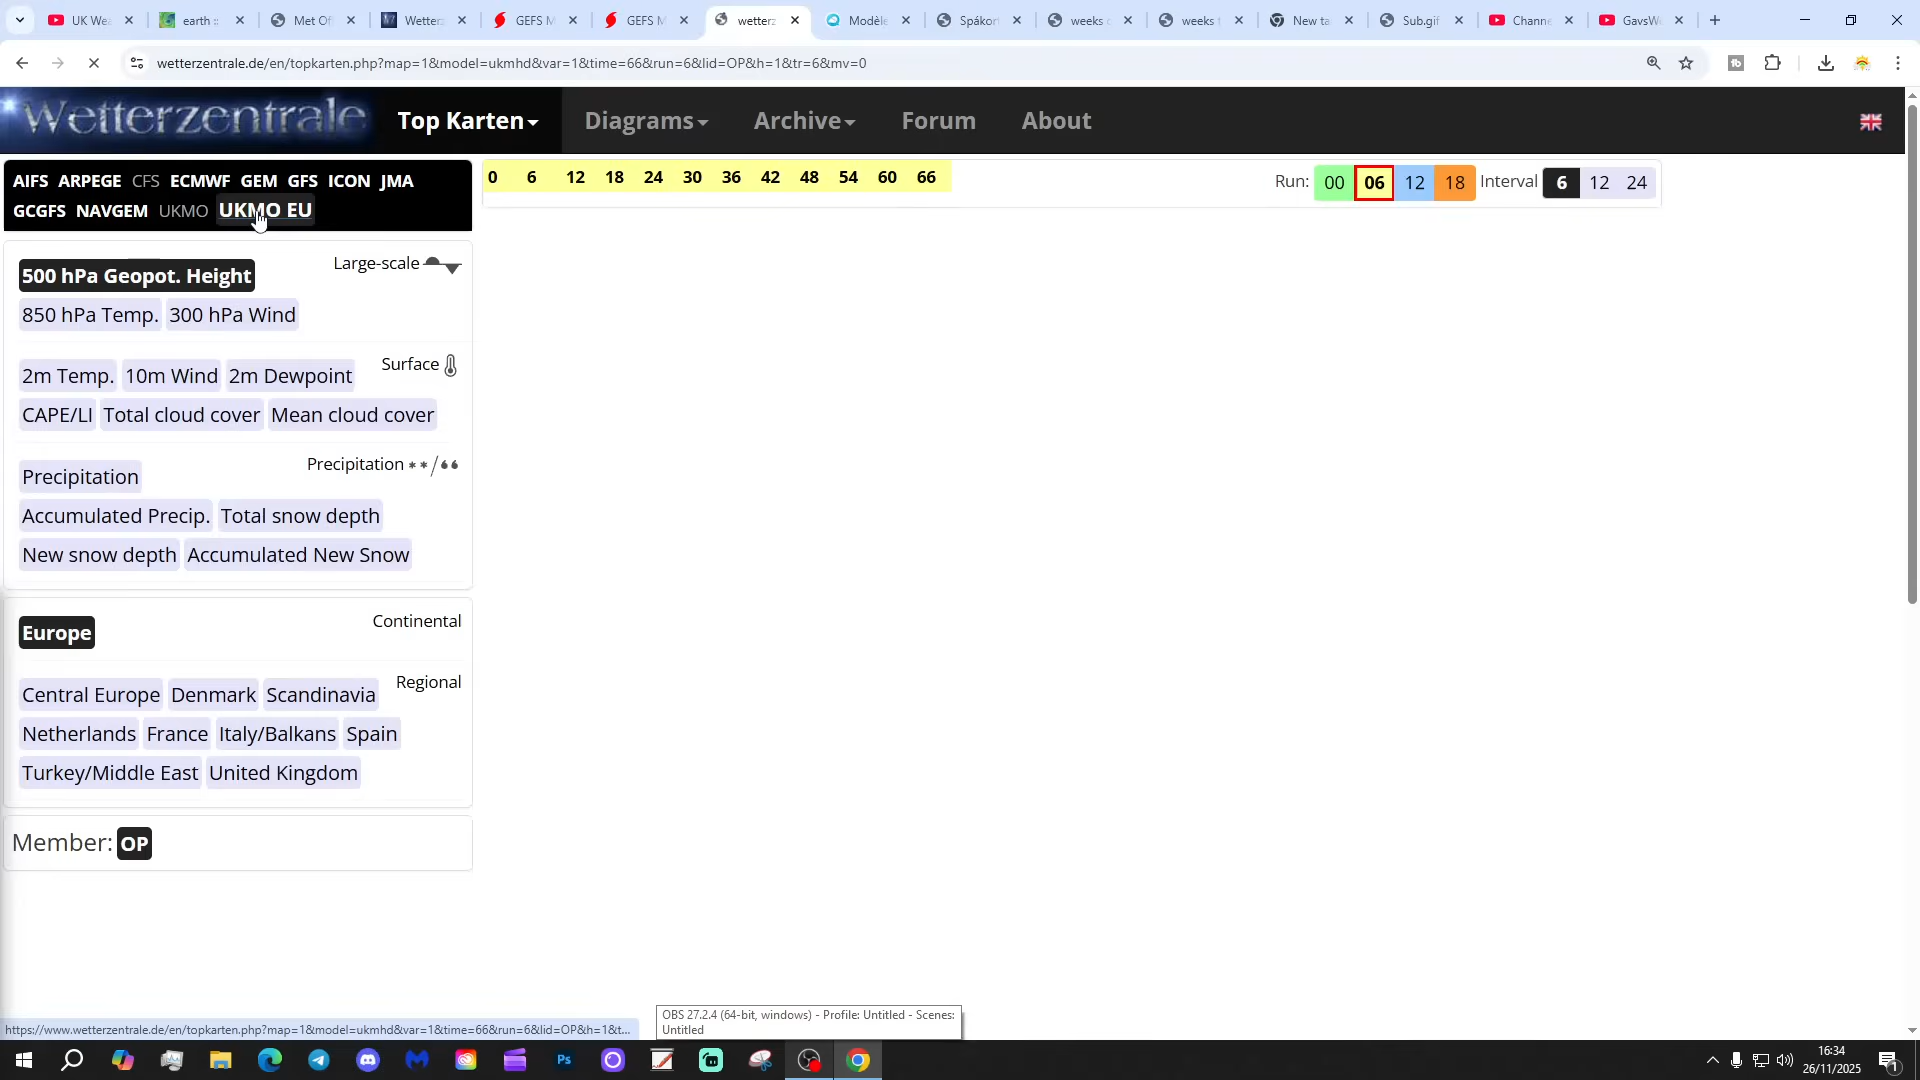 UK Wea
earth ::
Met Of
Wetter
GEFS M
GEFS M
wetter
Modèle
Spákor
weeks
weeks
New ta
Sub.gif
Chann
GavsW
wetterzentrale.de/en/topkarten.php?map=1&model=ukmhd&var=1&time=66&run=6&lid=OP&h=1&tr=6&mv=0
Wetterzentrale
Top Karten
Diagrams
Archive
Forum
About
AIFS ARPEGE CFS ECMWF GEM GFS ICON JMA
GCGFS NAVGEM UKMO UKMO EU
0 6 12 18 24 30 36 42 48 54 60 66
Run: 00 06 12 18 Interval 6 12 24
Large-scale
500 hPa Geopot. Height
850 hPa Temp. 300 hPa Wind
Surface
2m Temp. 10m Wind 2m Dewpoint
CAPE/LI Total cloud cover Mean cloud cover
Precipitation **/
Precipitation
Accumulated Precip. Total snow depth
New snow depth Accumulated New Snow
Continental
Europe
Regional
Central Europe Denmark Scandinavia
Netherlands France Italy/Balkans Spain
Turkey/Middle East United Kingdom
Member: OP
https://www.wetterzentrale.de/en/topkarten.php?map=1&model=ukmhd&var=1&time=66&run=6&lid=OP&h=1&t...
OBS 27.2.4 (64-bit, windows) - Profile: Untitled - Scenes:
Untitled
Ps
16:34
26/11/2025
1